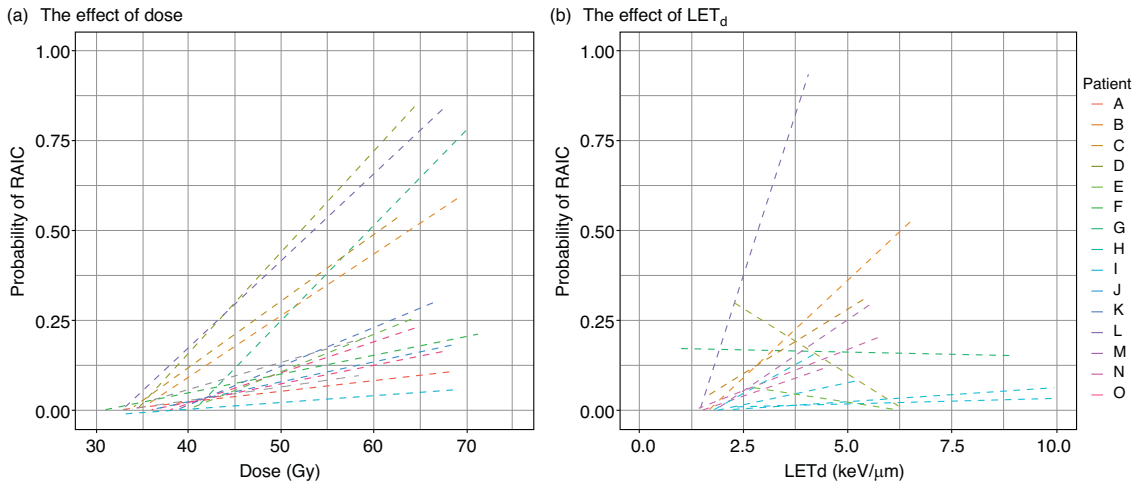 (a) The effect of dose
1.00
0.75
0.50
0.25
0.00
Probability of RAIC
30 40 50 60 70
Dose (Gy)
(b) The effect of LETd
1.00
0.75
0.50
0.25
0.00
Probability of RAIC
0.0 2.5 5.0 7.5 10.0
LETd (keV/μm)
Patient
A
B
C
D
E
F
G
H
I
J
K
L
M
N
O